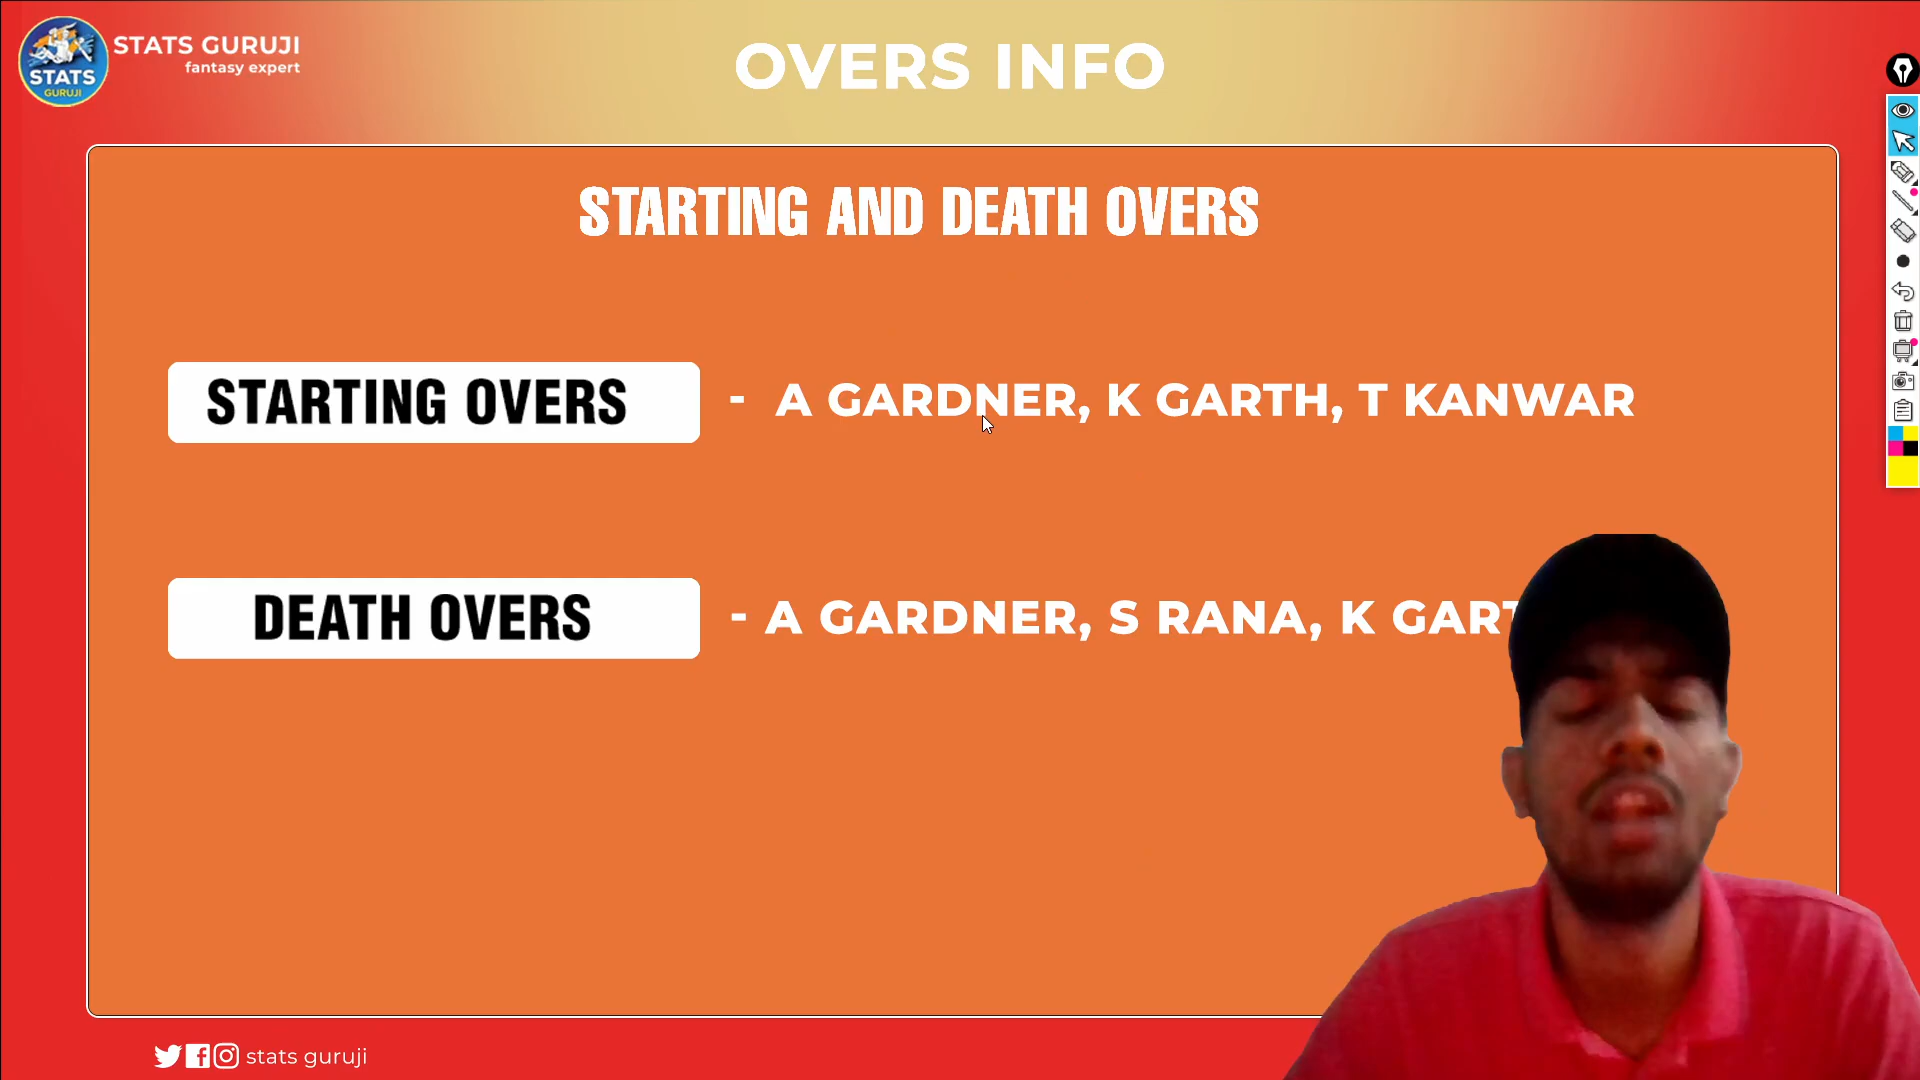 STATS GURUJI
fantasy expert
STATS
GURUJI
OVERS INFO
STARTING AND DEATH OVERS
STARTING OVERS - A GARDNER, K GARTH, T KANWAR
DEATH OVERS - A GARDNER, S RANA, K GART
stats guruji